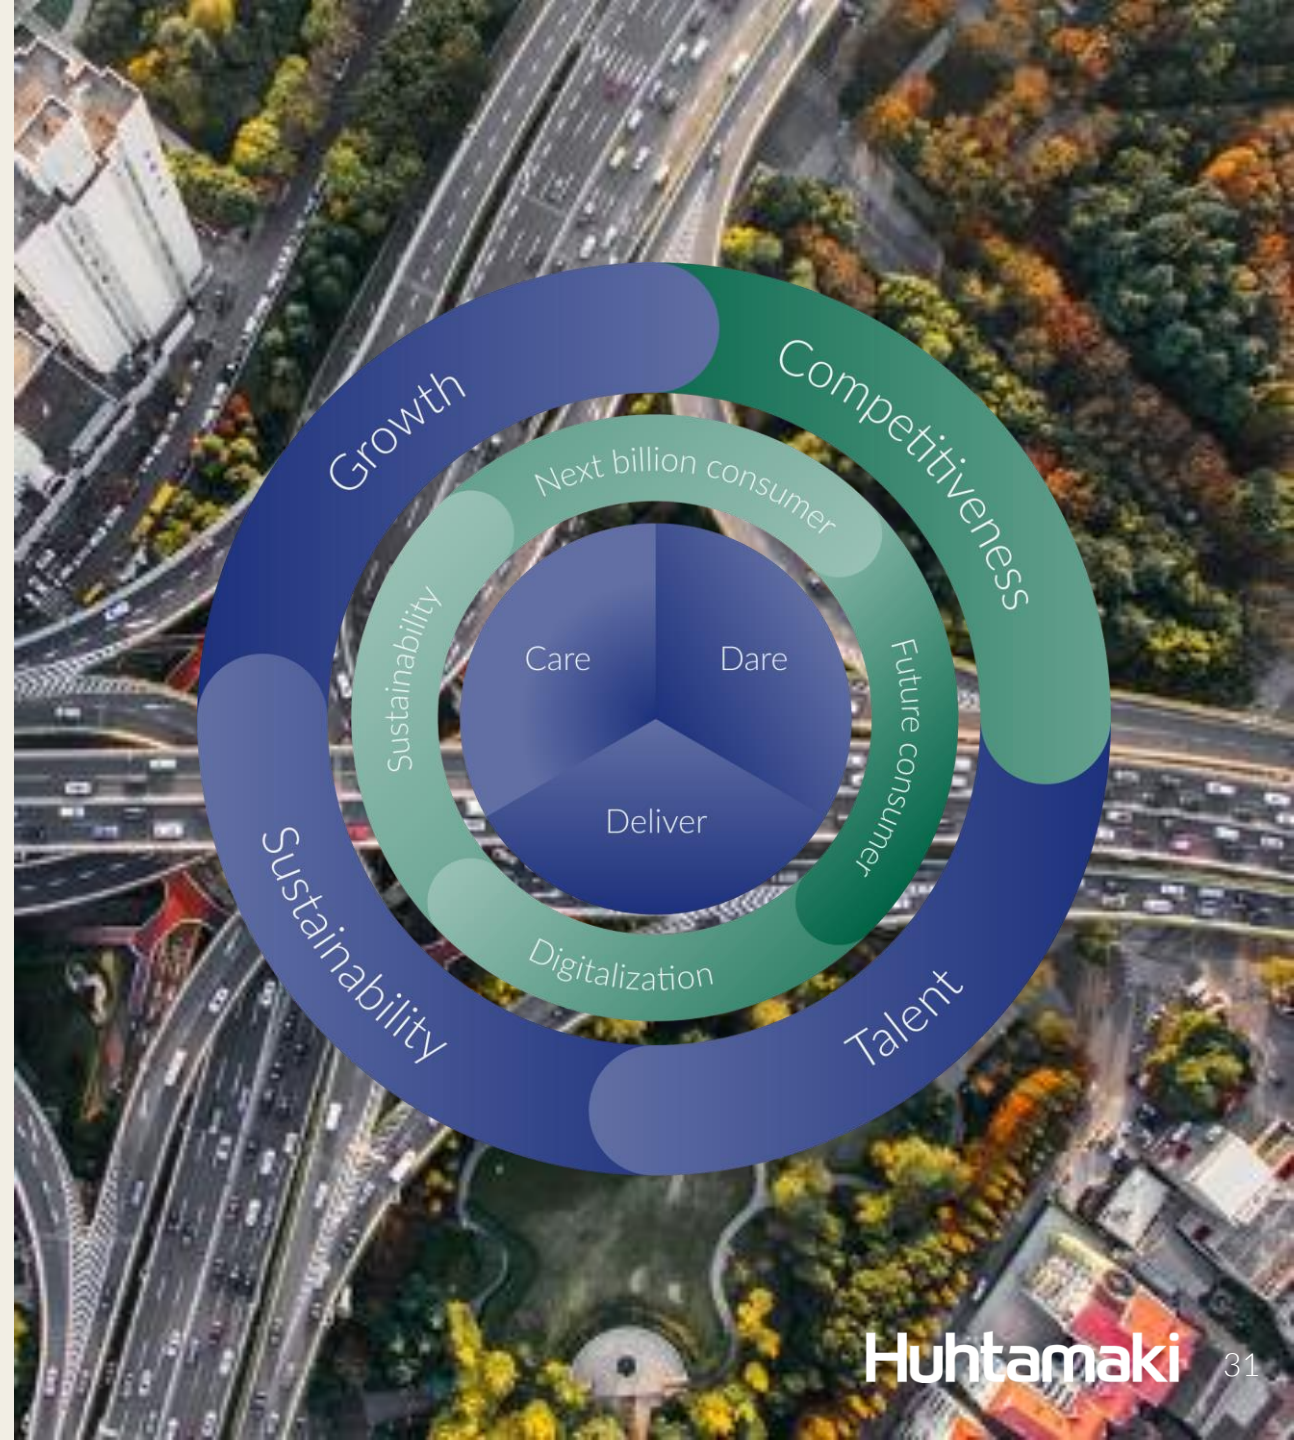 Growth
Competitiveness
Next billion consumer
Sustainability
Care
Dare
Future consumer
Deliver
Sustainability
Digitalization
Talent
Huhtamaki
31